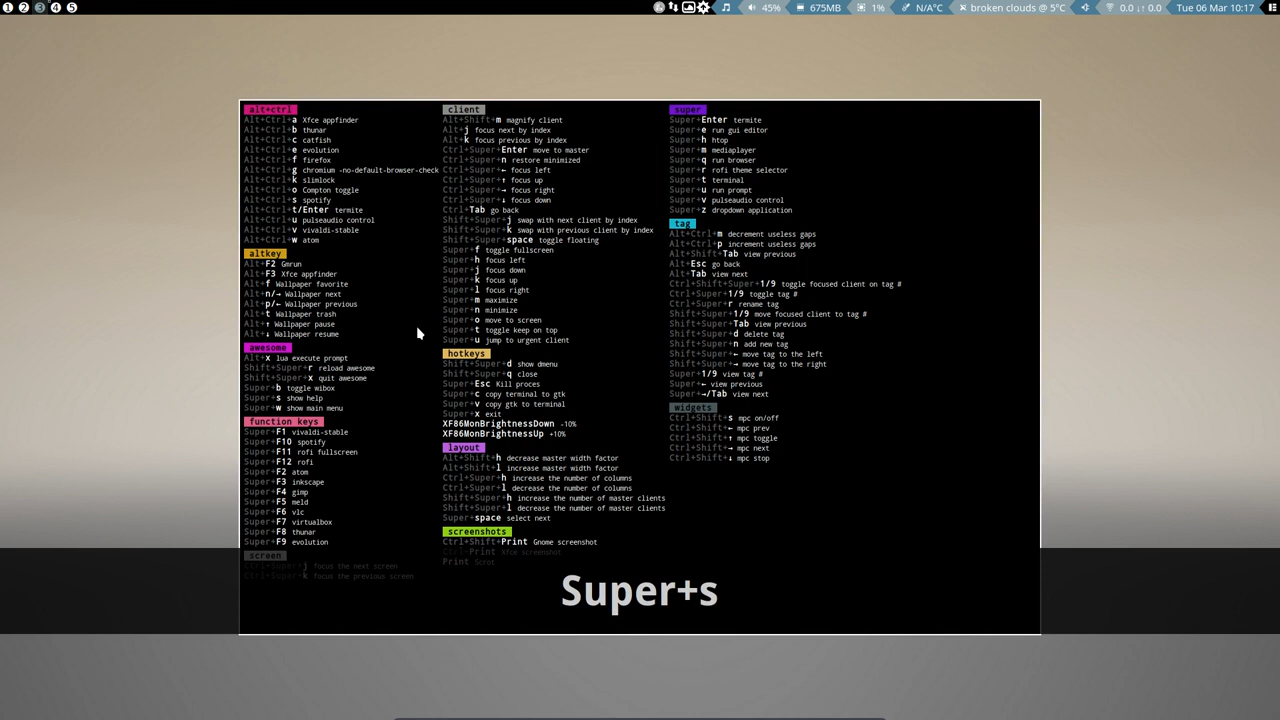 1 2 3 4 5
45% 675MB 1% N/A°C broken clouds @ 5°C 0.0 ↓↑ 0.0 Tue 06 Mar 10:17
alt+ctrl
Alt+Ctrl+a Xfce appfinder
Alt+Ctrl+b thunar
Alt+Ctrl+c catfish
Alt+Ctrl+e evolution
Alt+Ctrl+f firefox
Alt+Ctrl+g chromium -no-default-browser-check
Alt+Ctrl+k slimlock
Alt+Ctrl+o Compton toggle
Alt+Ctrl+s spotify
Alt+Ctrl+t/Enter termite
Alt+Ctrl+u pulseaudio control
Alt+Ctrl+v vivaldi-stable
Alt+Ctrl+w atom
altkey
Alt+F2 Gmrun
Alt+F3 Xfce appfinder
Alt+f Wallpaper favorite
Alt+n/→ Wallpaper next
Alt+p/← Wallpaper previous
Alt+t Wallpaper trash
Alt+↑ Wallpaper pause
Alt+↓ Wallpaper resume
awesome
Alt+x lua execute prompt
Shift+Super+r reload awesome
Shift+Super+x quit awesome
Super+b toggle wibox
Super+s show help
Super+w show main menu
function keys
Super+F1 vivaldi-stable
Super+F10 spotify
Super+F11 rofi fullscreen
Super+F12 rofi
Super+F2 atom
Super+F3 inkscape
Super+F4 gimp
Super+F5 meld
Super+F6 vlc
Super+F7 virtualbox
Super+F8 thunar
Super+F9 evolution
screen
Ctrl+Super+j focus the next screen
Ctrl+Super+k focus the previous screen
client
Alt+Shift+m magnify client
Alt+j focus next by index
Alt+k focus previous by index
Ctrl+Super+Enter move to master
Ctrl+Super+n restore minimized
Ctrl+Super+← focus left
Ctrl+Super+↑ focus up
Ctrl+Super+→ focus right
Ctrl+Super+↓ focus down
Ctrl+Tab go back
Shift+Super+j swap with next client by index
Shift+Super+k swap with previous client by index
Shift+Super+space toggle floating
Super+f toggle fullscreen
Super+h focus left
Super+j focus down
Super+k focus up
Super+l focus right
Super+m maximize
Super+n minimize
Super+o move to screen
Super+t toggle keep on top
Super+u jump to urgent client
hotkeys
Shift+Super+d show dmenu
Shift+Super+q close
Super+Esc Kill proces
Super+c copy terminal to gtk
Super+v copy gtk to terminal
Super+x exit
XF86MonBrightnessDown -10%
XF86MonBrightnessUp +10%
layout
Alt+Shift+h decrease master width factor
Alt+Shift+l increase master width factor
Ctrl+Super+h increase the number of columns
Ctrl+Super+l decrease the number of columns
Shift+Super+h increase the number of master clients
Shift+Super+l decrease the number of master clients
Super+space select next
screenshots
Ctrl+Shift+Print Gnome screenshot
Ctrl+Print Xfce screenshot
Print Scrot
super
Super+Enter termite
Super+e run gui editor
Super+h htop
Super+m mediaplayer
Super+q run browser
Super+r rofi theme selector
Super+t terminal
Super+u run prompt
Super+v pulseaudio control
Super+z dropdown application
tag
Alt+Ctrl+m decrement useless gaps
Alt+Ctrl+p increment useless gaps
Alt+Shift+Tab view previous
Alt+Esc go back
Alt+Tab view next
Ctrl+Shift+Super+1/9 toggle focused client on tag #
Ctrl+Super+1/9 toggle tag #
Ctrl+Super+r rename tag
Shift+Super+1/9 move focused client to tag #
Shift+Super+Tab view previous
Shift+Super+d delete tag
Shift+Super+n add new tag
Shift+Super+← move tag to the left
Shift+Super+→ move tag to the right
Super+1/9 view tag #
Super+← view previous
Super+→/Tab view next
widgets
Ctrl+Shift+s mpc on/off
Ctrl+Shift+← mpc prev
Ctrl+Shift+↑ mpc toggle
Ctrl+Shift+→ mpc next
Ctrl+Shift+↓ mpc stop
Super+s